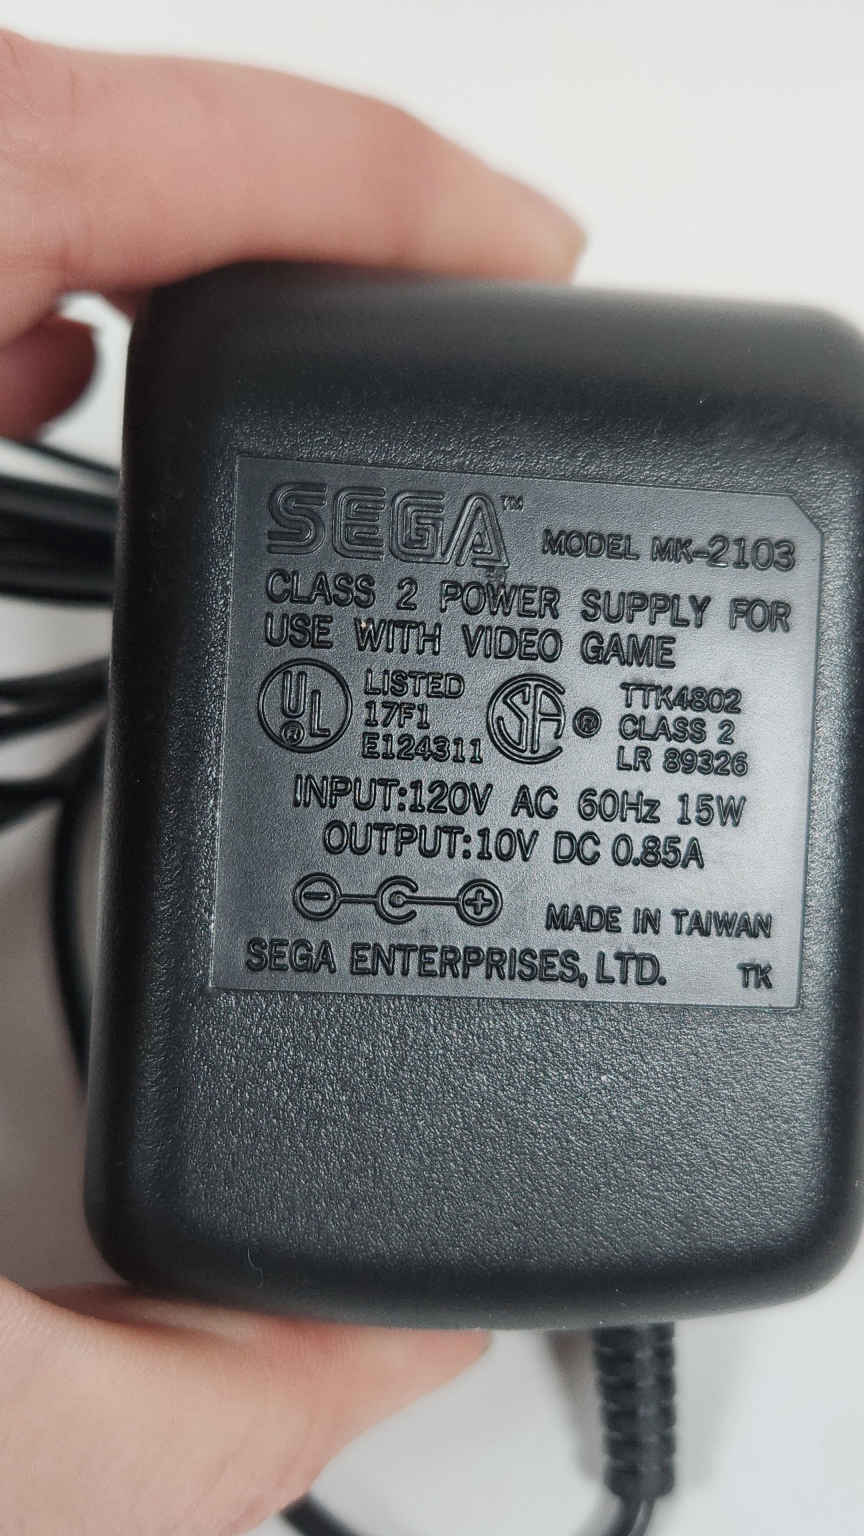 SEGA™ MODEL MK-2103
CLASS 2 POWER SUPPLY FOR
USE WITH VIDEO GAME
UL ® LISTED
17F1
E124311
SA ® TTK4802
CLASS 2
LR 89326
INPUT:120V AC 60Hz 15W
OUTPUT:10V DC 0.85A
MADE IN TAIWAN
SEGA ENTERPRISES, LTD. TK